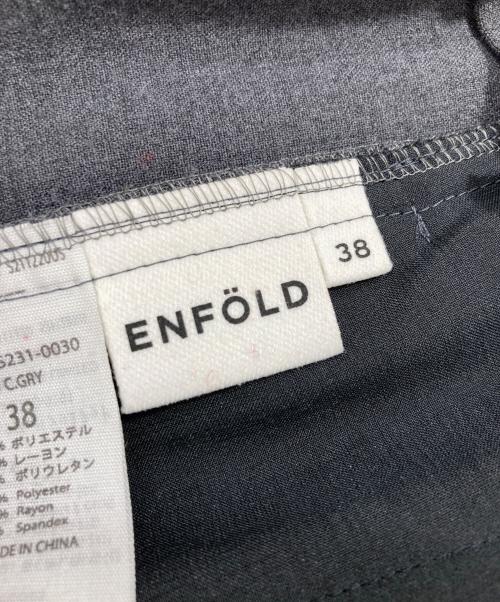 ENFÖLD
38
S231-0030
C.GRY
38
% ポリエステル
% レーヨン
% ポリウレタン
% Polyester
% Rayon
% Spandex
MADE IN CHINA